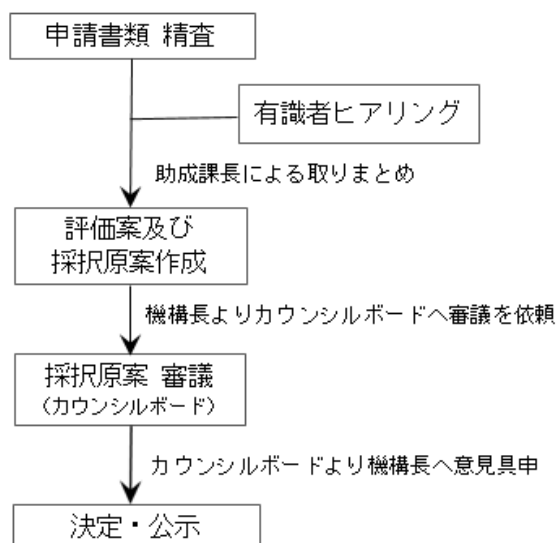 申請書類 精査
有識者ヒアリング
助成課長による取りまとめ
評価案及び
採択原案作成
機構長よりカウンシルボードへ審議を依頼
採択原案 審議
（カウンシルボード）
カウンシルボードより機構長へ意見具申
決定・公示